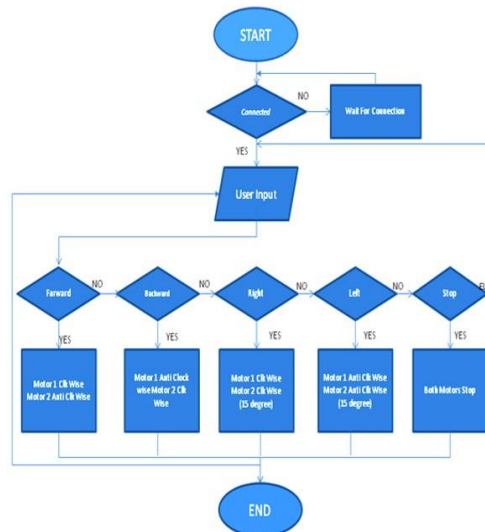 START
Connected
NO
Wait For Connection
YES
User Input
Farward
NO
Backward
NO
Right
NO
Left
NO
Stop
YES
YES
YES
YES
YES
Motor 1 Clk Wise
Motor 2 Anti Clk Wise
Motor 1 Anti Clock
wise Motor 2 Clk
Wise
Motor 1 Clk Wise
Motor 2 Clk Wise
(15 degree)
Motor 1 Anti Clk Wise
Motor 2 Anti Clk Wise
(15 degree)
Both Motors Stop
END